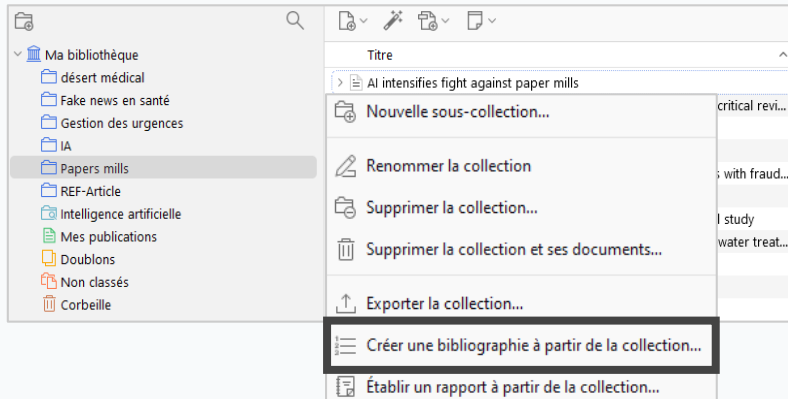 Ma bibliothèque
désert médical
Fake news en santé
Gestion des urgences
IA
Papers mills
REF-Article
Intelligence artificielle
Mes publications
Doublons
Non classés
Corbeille
Titre
AI intensifies fight against paper mills
critical revi...
s with fraud...
l study
water treat...
Nouvelle sous-collection...
Renommer la collection
Supprimer la collection...
Supprimer la collection et ses documents...
Exporter la collection...
Créer une bibliographie à partir de la collection...
Établir un rapport à partir de la collection...